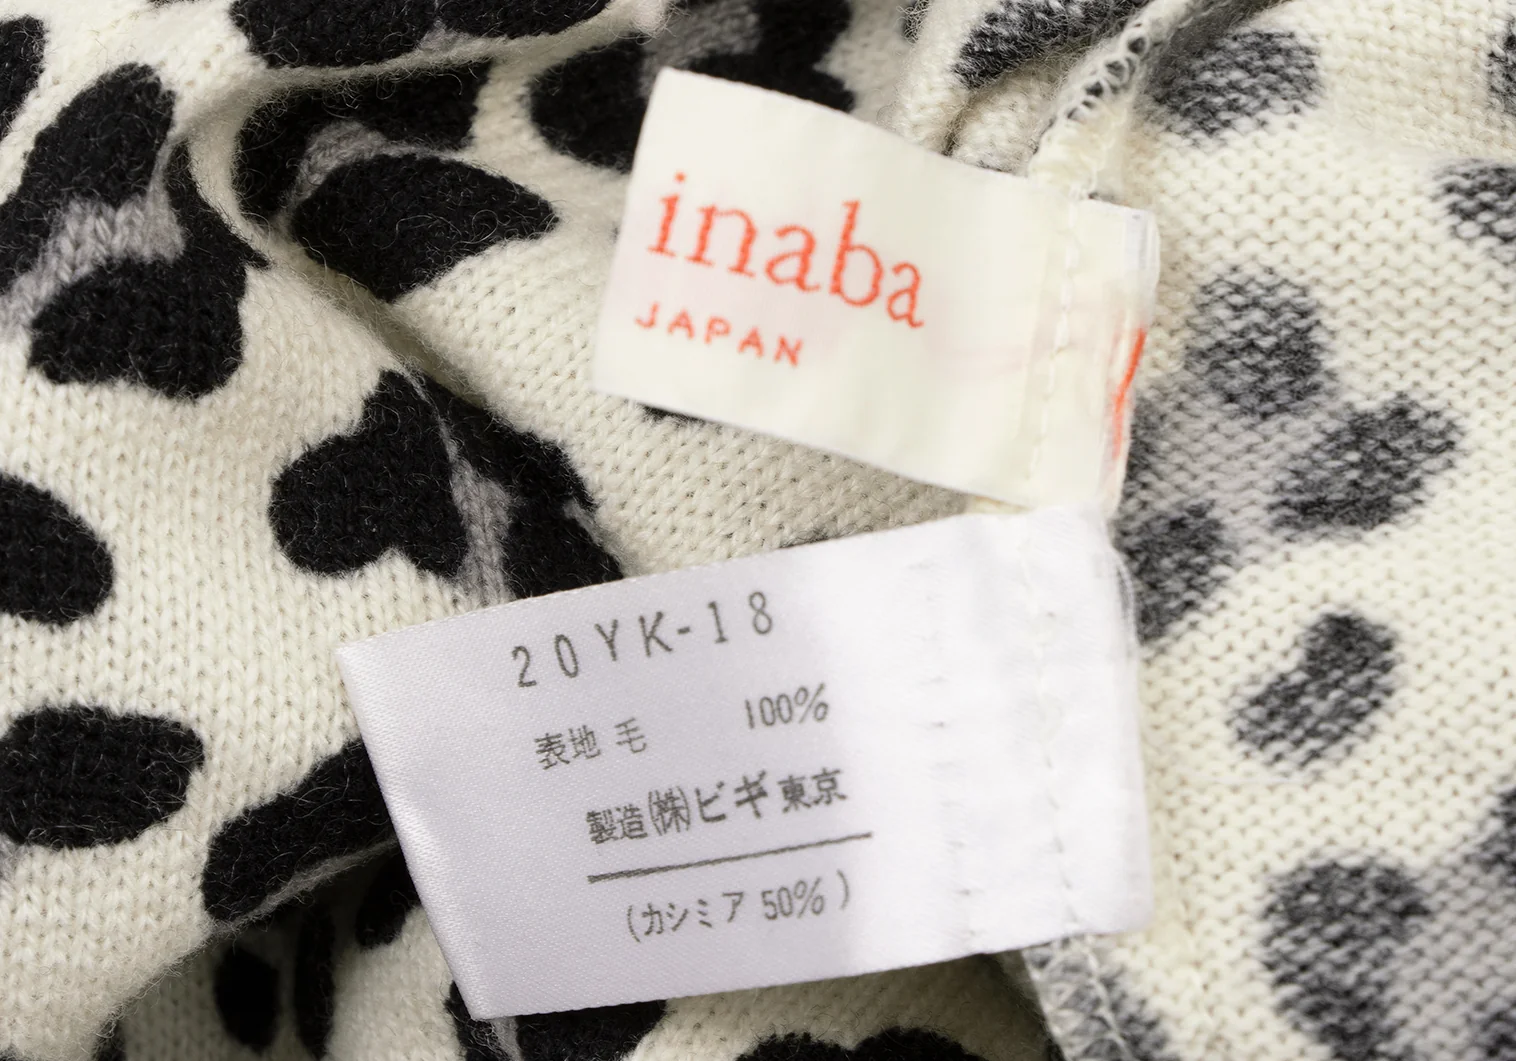 inaba
JAPAN
20YK-18
表地 毛 100%
製造(株)ビギ 東京
(カシミア 50%)